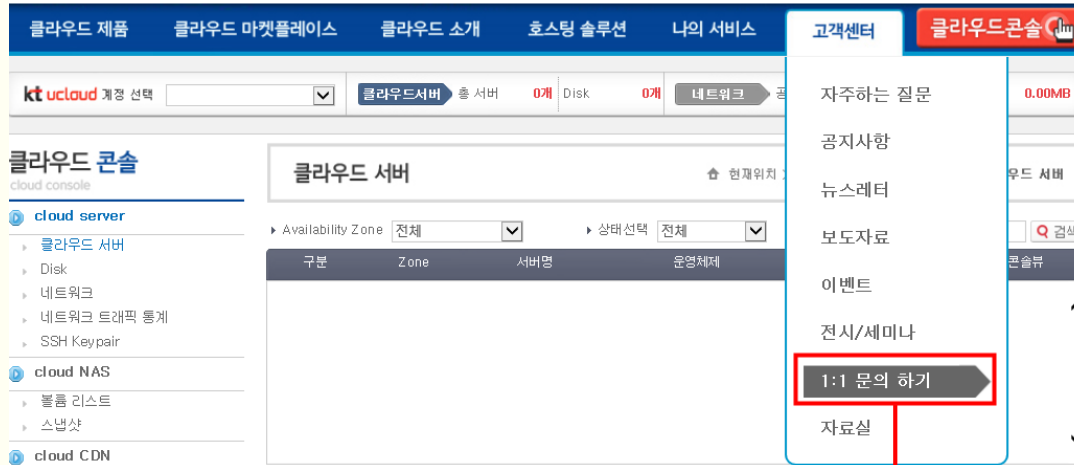 클라우드 제품 클라우드 마켓플레이스 클라우드 소개 호스팅 솔루션 나의 서비스 고객센터 클라우드콘솔
kt ucloud 계정 선택 클라우드서버 총 서버 0개 Disk 0개 네트워크 0.00MB
자주하는 질문
공지사항
뉴스레터
보도자료
이벤트
전시/세미나
1:1 문의 하기
자료실
클라우드 콘솔
cloud console
cloud server
클라우드 서버
Disk
네트워크
네트워크 트래픽 통계
SSH Keypair
cloud NAS
볼륨 리스트
스냅샷
cloud CDN
클라우드 서버 현재위치 우드 서버
Availability Zone 전체 상태선택 전체 검색
구분 Zone 서버명 운영체제 콘솔뷰